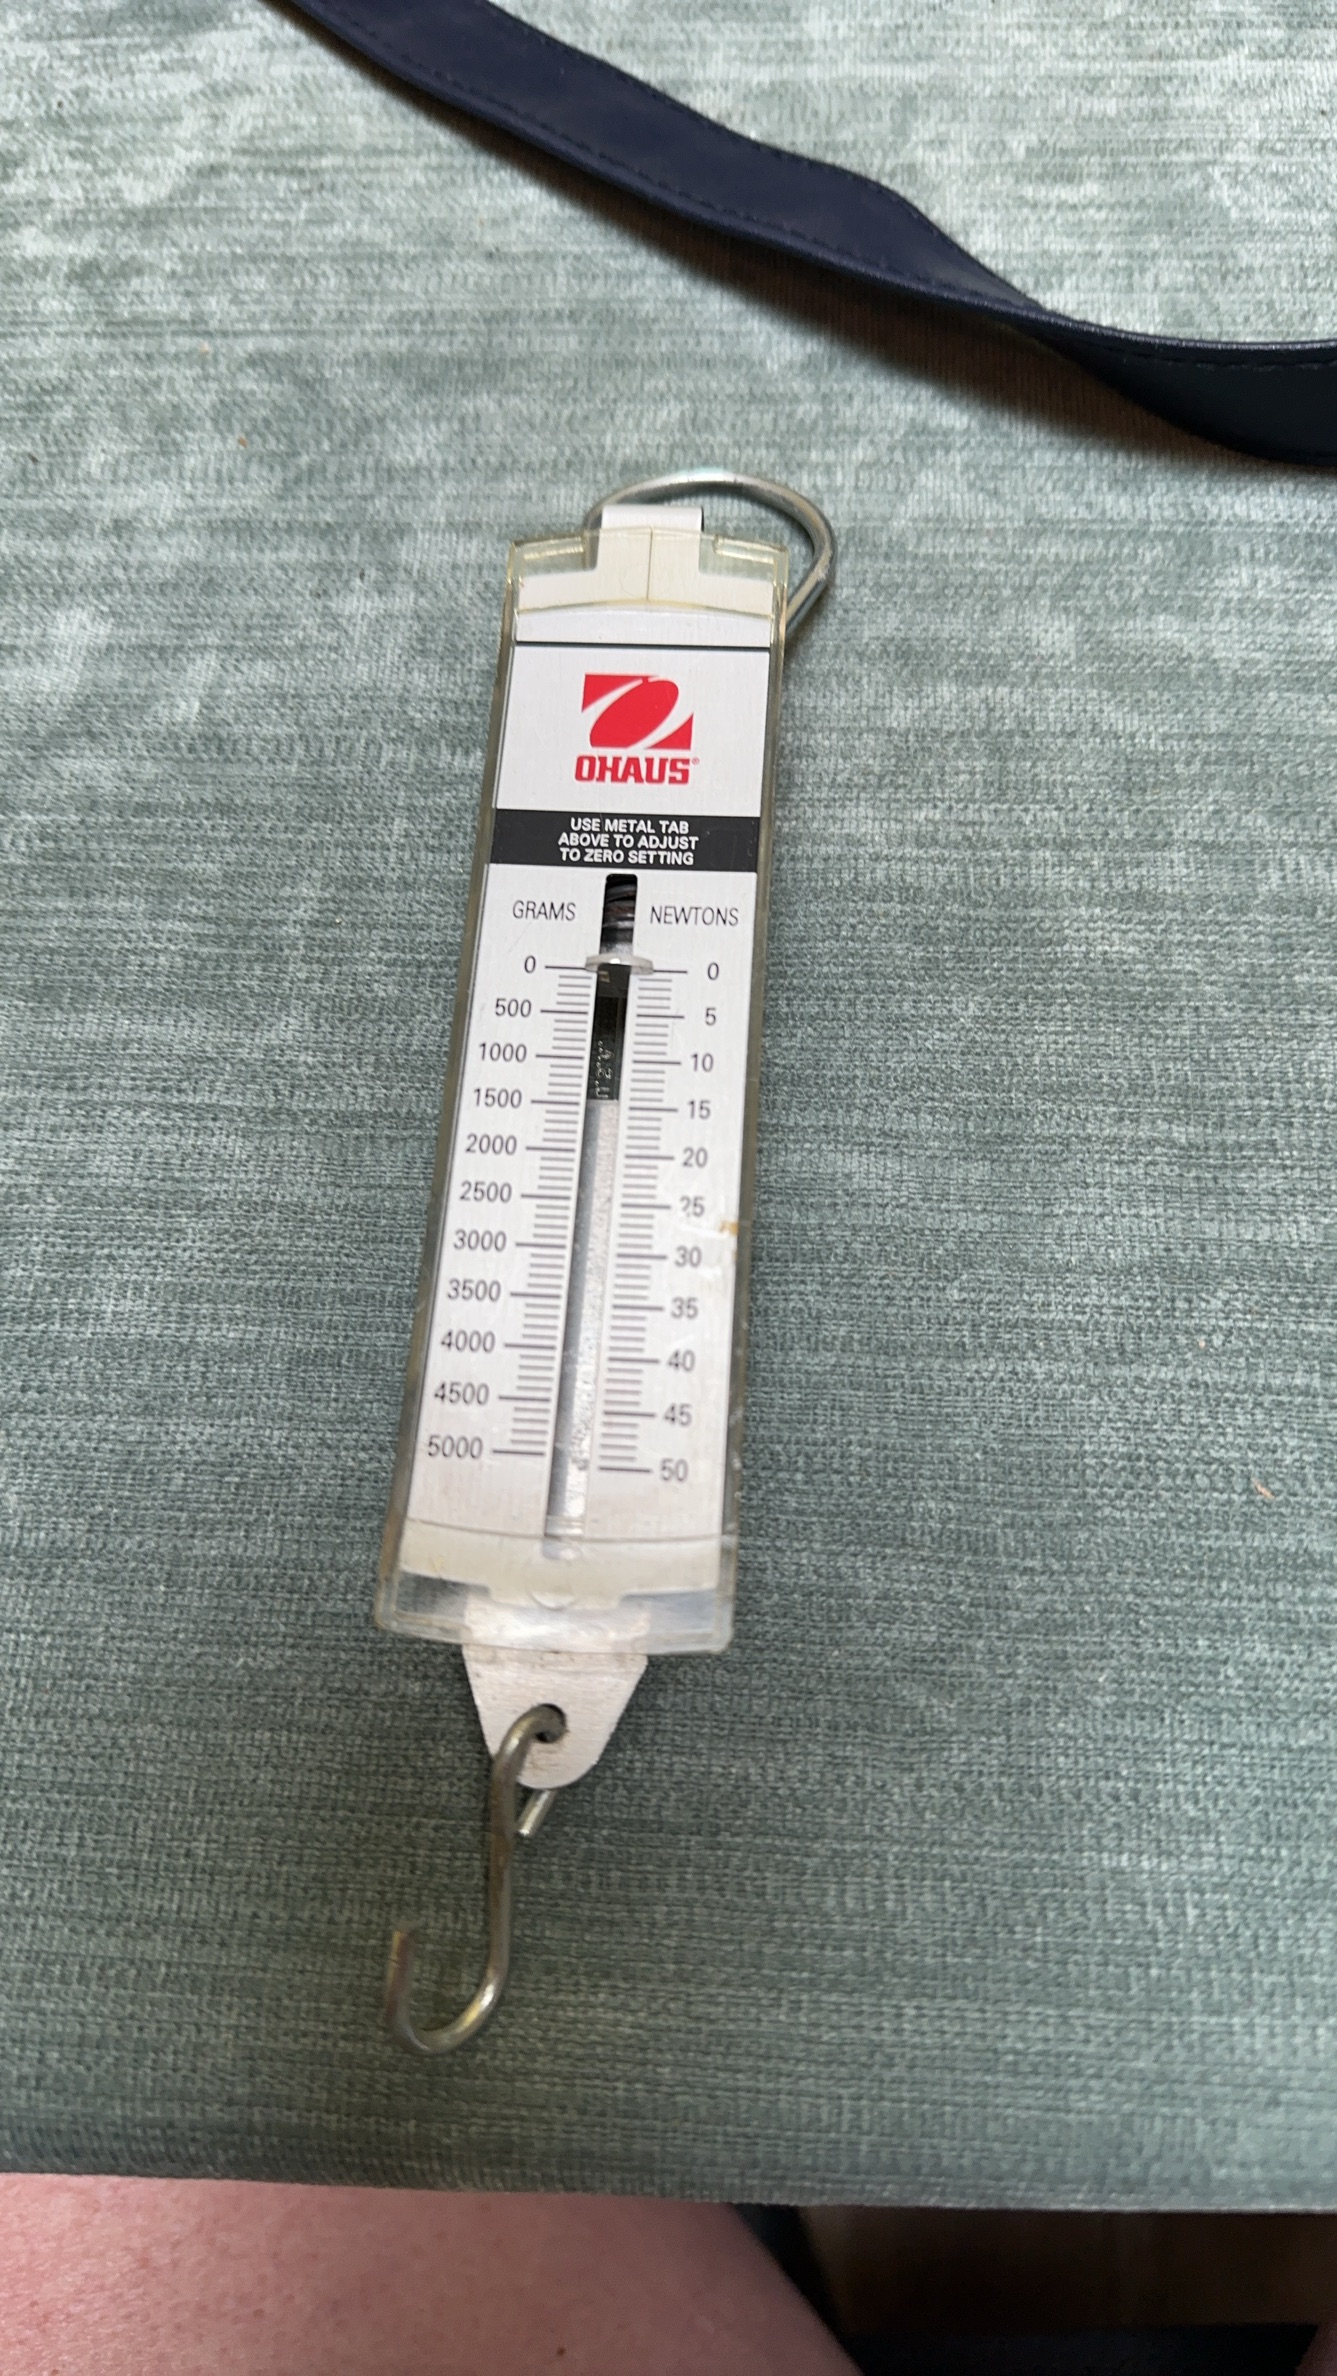 OHAUS®
USE METAL TAB
ABOVE TO ADJUST
TO ZERO SETTING
GRAMS NEWTONS
0 0
500 5
1000 10
1500 15
2000 20
2500 25
3000 30
3500 35
4000 40
4500 45
5000 50